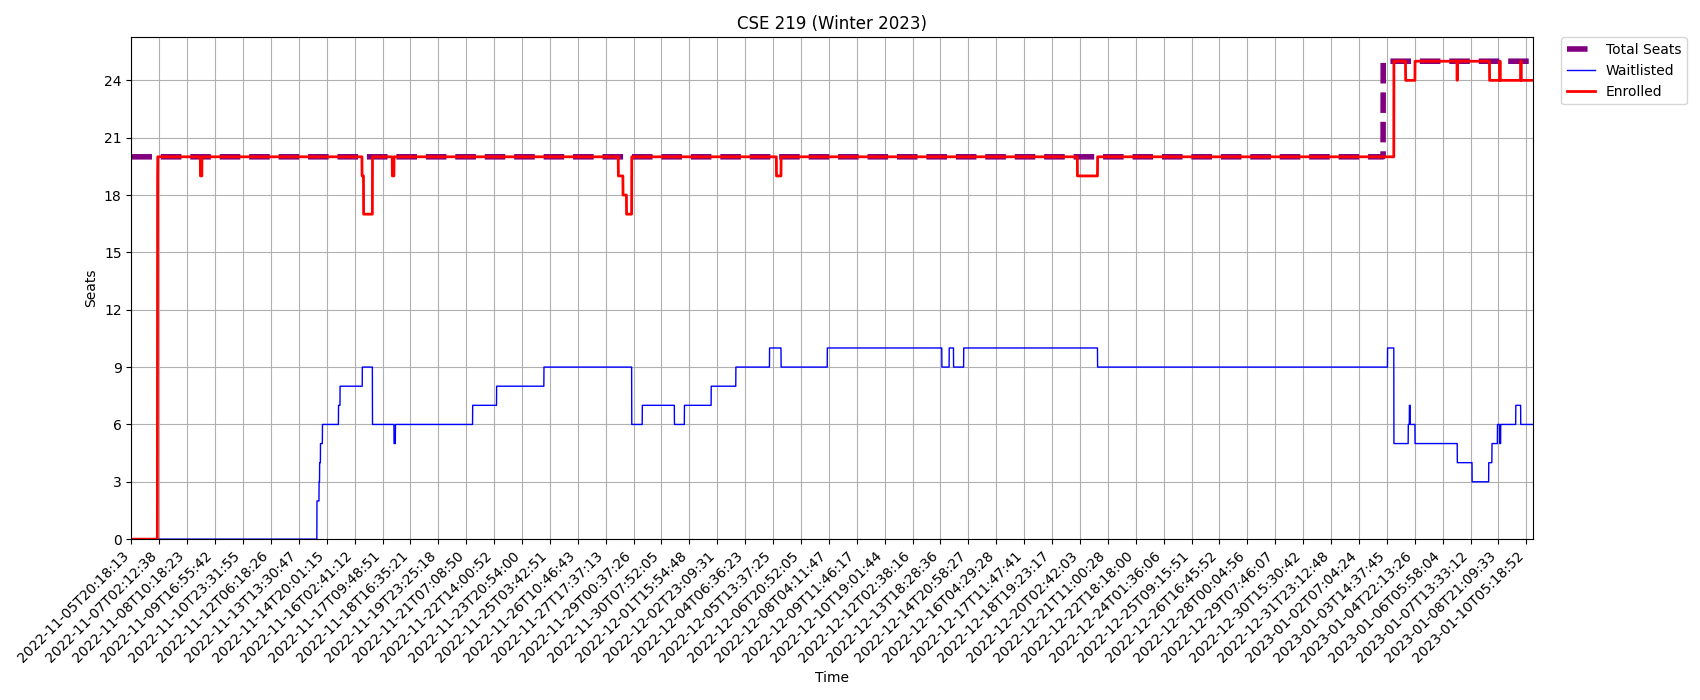 CSE 219 (Winter 2023)
Total Seats
Waitlisted
Enrolled
Seats
24
21
18
15
12
9
6
3
0
2022-11-05T20:18:13
2022-11-07T02:12:38
2022-11-08T10:18:23
2022-11-09T16:55:42
2022-11-10T23:31:55
2022-11-12T06:18:26
2022-11-13T13:30:47
2022-11-14T20:01:15
2022-11-16T02:41:12
2022-11-17T09:48:51
2022-11-18T16:35:21
2022-11-19T23:25:18
2022-11-21T07:08:50
2022-11-22T14:00:52
2022-11-23T20:54:00
2022-11-25T03:42:51
2022-11-26T10:46:43
2022-11-27T17:37:13
2022-11-29T00:37:26
2022-11-30T07:52:05
2022-12-01T15:54:48
2022-12-02T23:09:31
2022-12-04T06:36:23
2022-12-05T13:37:25
2022-12-06T20:52:05
2022-12-08T04:11:47
2022-12-09T11:46:17
2022-12-10T19:01:44
2022-12-12T02:38:16
2022-12-13T18:28:36
2022-12-14T20:58:27
2022-12-16T04:29:28
2022-12-17T11:47:41
2022-12-18T19:23:17
2022-12-20T02:42:03
2022-12-21T11:00:28
2022-12-22T18:18:00
2022-12-24T01:36:06
2022-12-25T09:15:51
2022-12-26T16:45:52
2022-12-28T00:04:56
2022-12-29T07:46:07
2022-12-30T15:30:42
2022-12-31T23:12:48
2023-01-02T07:04:24
2023-01-03T14:37:45
2023-01-04T22:13:26
2023-01-06T05:58:04
2023-01-07T13:33:12
2023-01-08T21:09:33
2023-01-10T05:18:52
Time